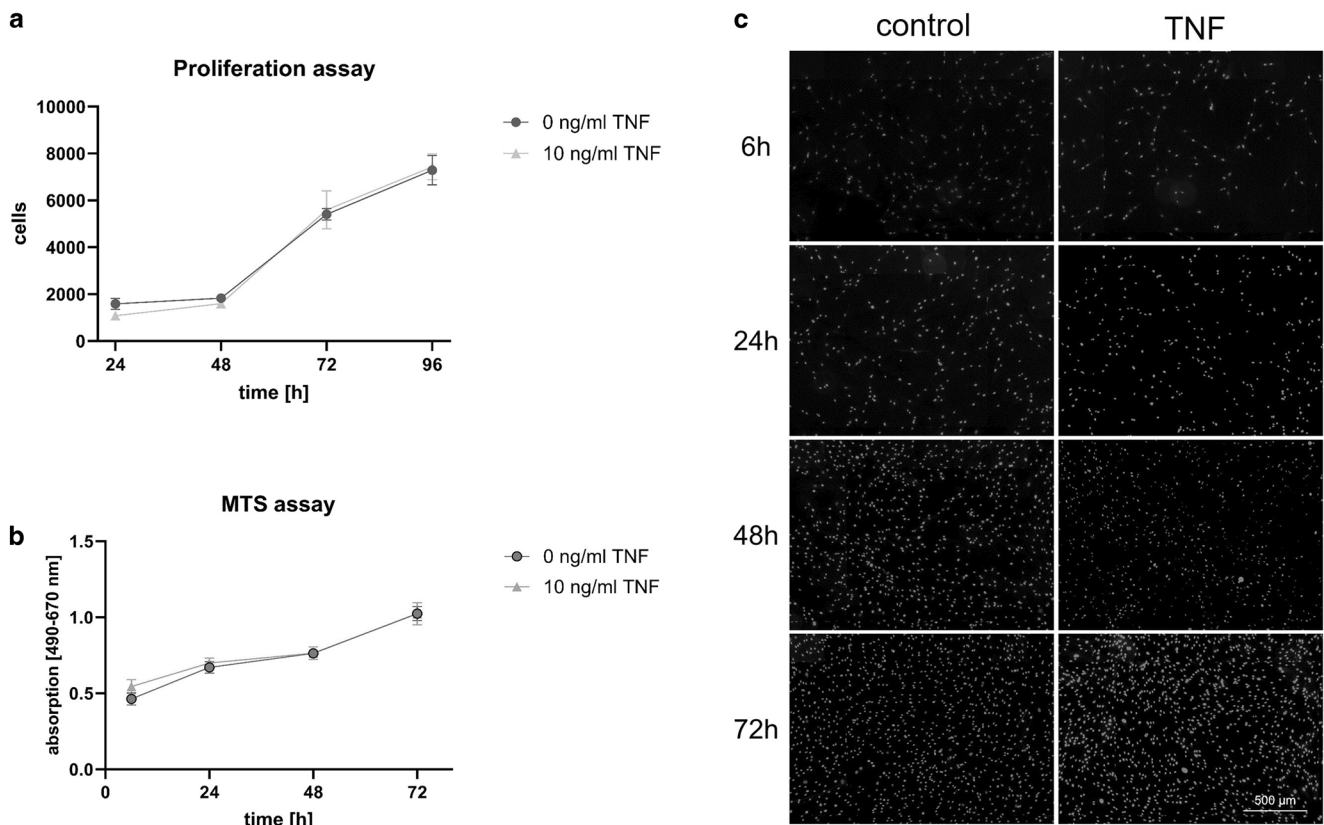 a
Proliferation assay
10000
8000
6000
4000
2000
0
cells
24 48 72 96
time [h]
0 ng/ml TNF
10 ng/ml TNF
b
MTS assay
1.5
1.0
0.5
0.0
absorption [490-670 nm]
0 24 48 72
time [h]
0 ng/ml TNF
10 ng/ml TNF
c
control TNF
6h
24h
48h
72h
500 µm